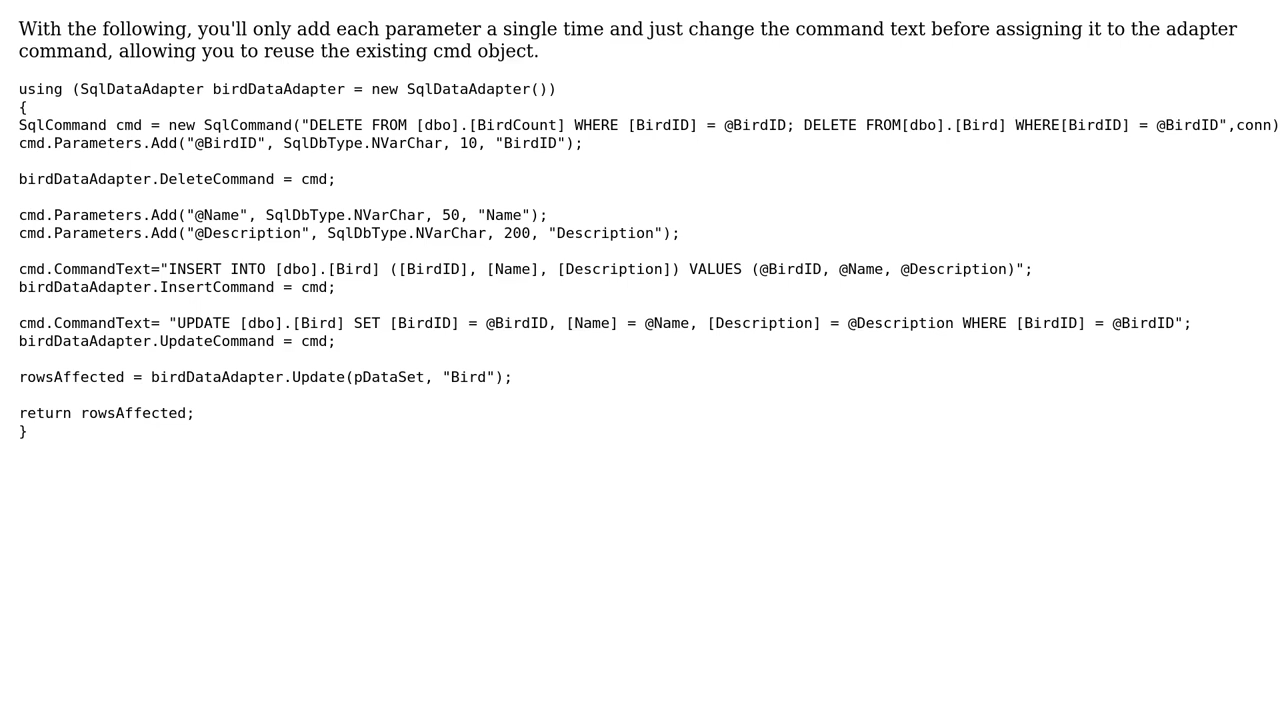 With the following, you'll only add each parameter a single time and just change the command text before assigning it to the adapter
command, allowing you to reuse the existing cmd object.
using (SqlDataAdapter birdDataAdapter = new SqlDataAdapter())
{
SqlCommand cmd = new SqlCommand("DELETE FROM [dbo].[BirdCount] WHERE [BirdID] = @BirdID; DELETE FROM[dbo].[Bird] WHERE[BirdID] = @BirdID",conn)
cmd.Parameters.Add("@BirdID", SqlDbType.NVarChar, 10, "BirdID");
birdDataAdapter.DeleteCommand = cmd;
cmd.Parameters.Add("@Name", SqlDbType.NVarChar, 50, "Name");
cmd.Parameters.Add("@Description", SqlDbType.NVarChar, 200, "Description");
cmd.CommandText="INSERT INTO [dbo].[Bird] ([BirdID], [Name], [Description]) VALUES (@BirdID, @Name, @Description)";
birdDataAdapter.InsertCommand = cmd;
cmd.CommandText= "UPDATE [dbo].[Bird] SET [BirdID] = @BirdID, [Name] = @Name, [Description] = @Description WHERE [BirdID] = @BirdID";
birdDataAdapter.UpdateCommand = cmd;
rowsAffected = birdDataAdapter.Update(pDataSet, "Bird");
return rowsAffected;
}